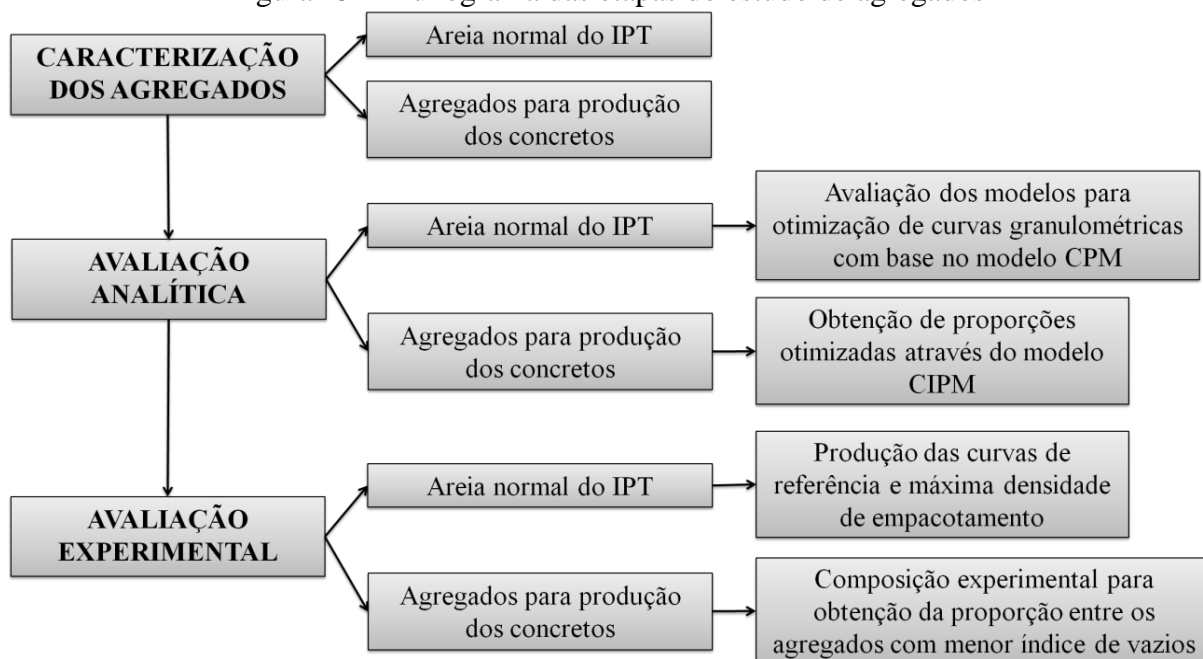 CARACTERIZAÇÃO
DOS AGREGADOS
Areia normal do IPT
Agregados para produção
dos concretos
AVALIAÇÃO
ANALÍTICA
Areia normal do IPT
Avaliação dos modelos para
otimização de curvas granulométricas
com base no modelo CPM
Agregados para produção
dos concretos
Obtenção de proporções
otimizadas através do modelo
CIPM
AVALIAÇÃO
EXPERIMENTAL
Areia normal do IPT
Produção das curvas de
referência e máxima densidade
de empacotamento
Agregados para produção
dos concretos
Composição experimental para
obtenção da proporção entre os
agregados com menor índice de vazios